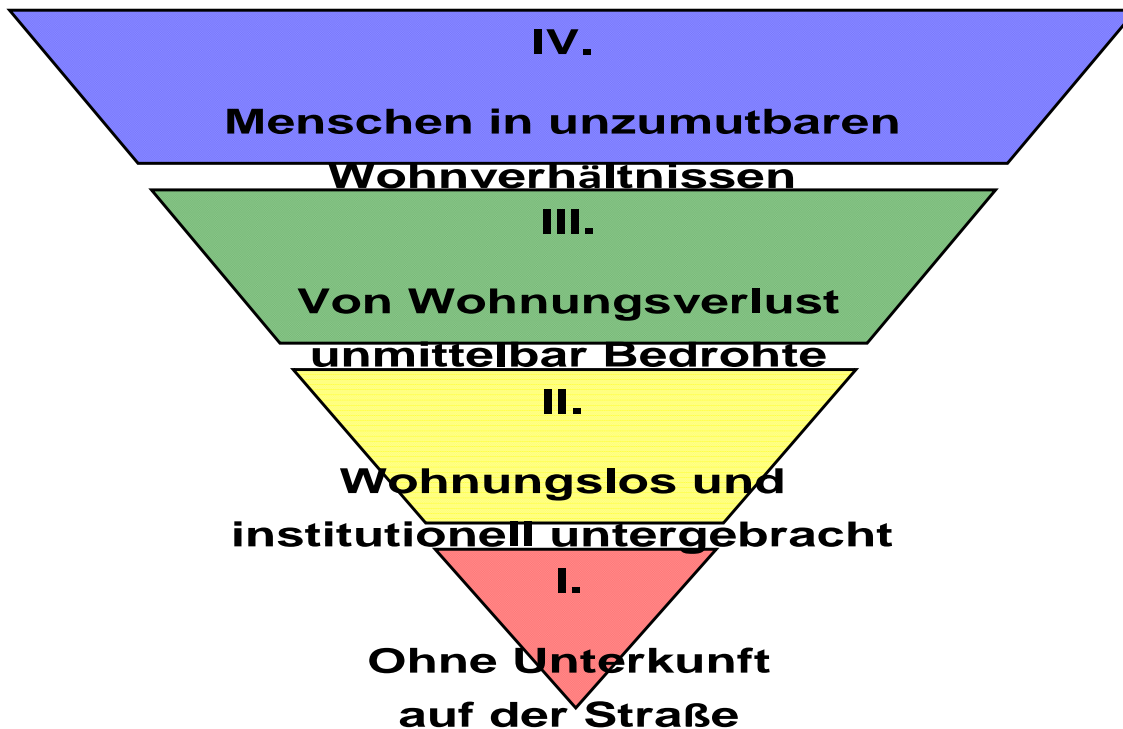 IV.
Menschen in unzumutbaren
Wohnverhältnissen
III.
Von Wohnungsverlust
unmittelbar Bedrohte
II.
Wohnungslos und
institutionell untergebracht
I.
Ohne Unterkunft
auf der Straße